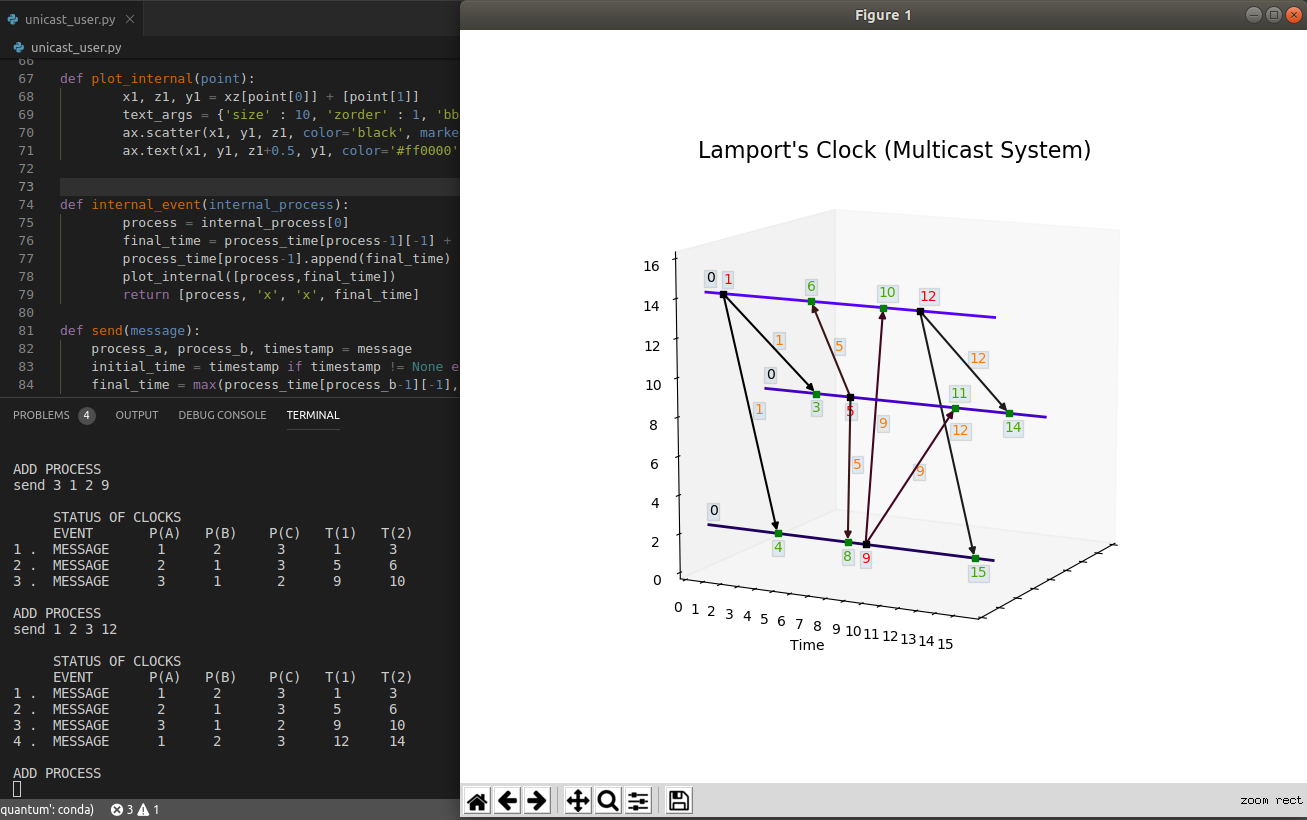 unicast_user.py ×
unicast_user.py
66
67 def plot_internal(point):
68 x1, z1, y1 = xz[point[0]] + [point[1]]
69 text_args = {'size' : 10, 'zorder' : 1, 'bb
70 ax.scatter(x1, y1, z1, color='black', marke
71 ax.text(x1, y1, z1+0.5, y1, color='#ff0000'
72
73
74 def internal_event(internal_process):
75 process = internal_process[0]
76 final_time = process_time[process-1][-1] +
77 process_time[process-1].append(final_time)
78 plot_internal([process,final_time])
79 return [process, 'x', 'x', final_time]
80
81 def send(message):
82 process_a, process_b, timestamp = message
83 initial_time = timestamp if timestamp != None e
84 final_time = max(process_time[process_b-1][-1],
PROBLEMS 4 OUTPUT DEBUG CONSOLE TERMINAL
ADD PROCESS
send 3 1 2 9
STATUS OF CLOCKS
EVENT P(A) P(B) P(C) T(1) T(2)
1 . MESSAGE 1 2 3 1 3
2 . MESSAGE 2 1 3 5 6
3 . MESSAGE 3 1 2 9 10
ADD PROCESS
send 1 2 3 12
STATUS OF CLOCKS
EVENT P(A) P(B) P(C) T(1) T(2)
1 . MESSAGE 1 2 3 1 3
2 . MESSAGE 2 1 3 5 6
3 . MESSAGE 3 1 2 9 10
4 . MESSAGE 1 2 3 12 14
ADD PROCESS
quantum': conda) 3 1
Figure 1
Lamport's Clock (Multicast System)
16
14
12
10
8
6
4
2
0
0 1 6 10 12
1 5 12
0
3 5 11 14
1 9 12
5 9
0
4 8 9 15
0 1 2 3 4 5 6 7 8 9 10 11 12 13 14 15
Time
zoom rect